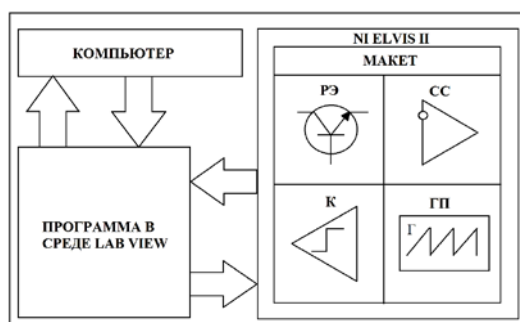 КОМПЬЮТЕР
NI ELVIS II
МАКЕТ
РЭ
СС
ПРОГРАММА В
СРЕДЕ LAB VIEW
К
ГП
Г